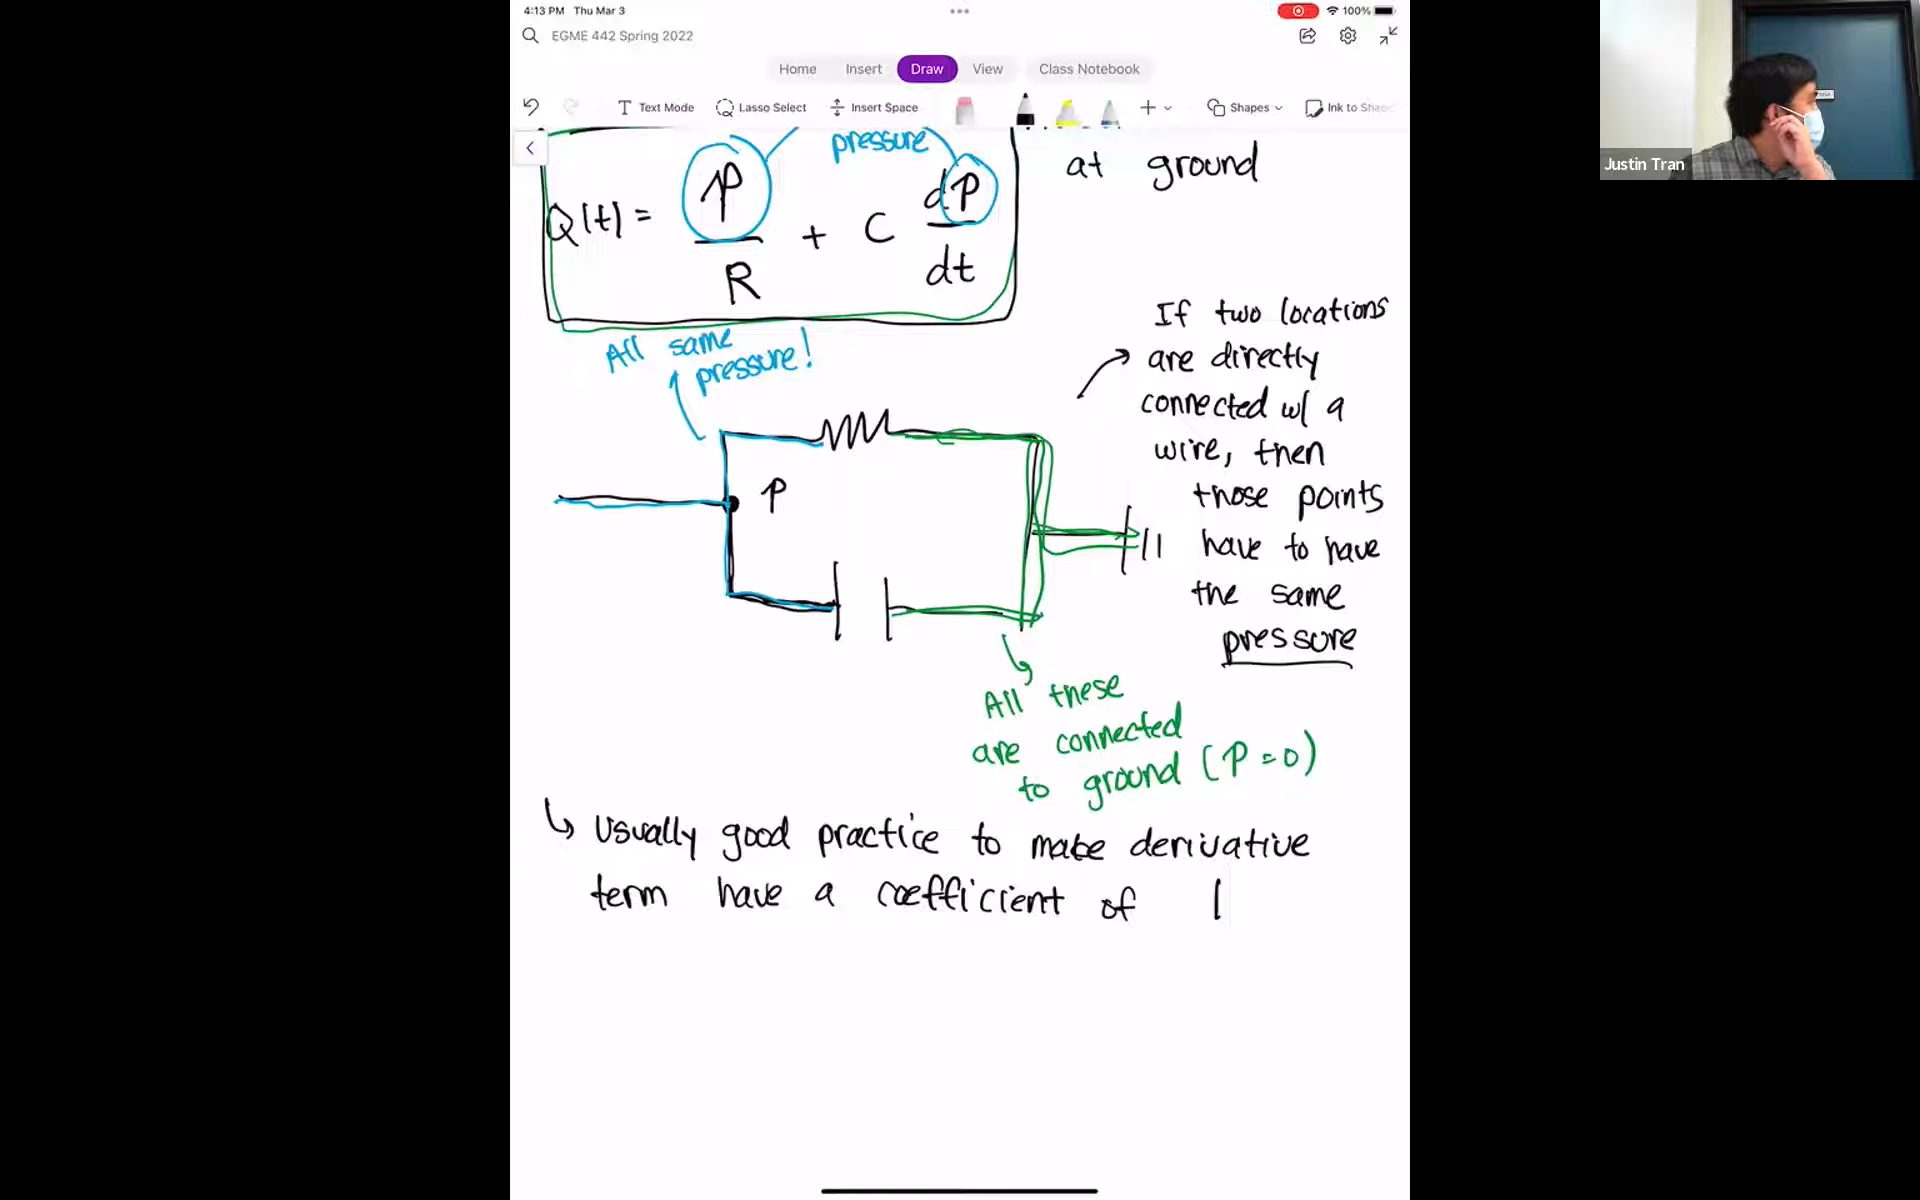 4:13 PM Thu Mar 3
100%
EGME 442 Spring 2022
Home Insert Draw View Class Notebook
Text Mode Lasso Select Insert Space Shapes Ink to Shape
Justin Tran
pressure
at ground
Q(t) = P/R + C dP/dt
All same
pressure!
P
If two locations
are directly
connected w/ a
wire, then
those points
have to have
the same
pressure
All these
are connected
to ground (P = 0)
Usually good practice to make derivative
term have a coefficient of 1